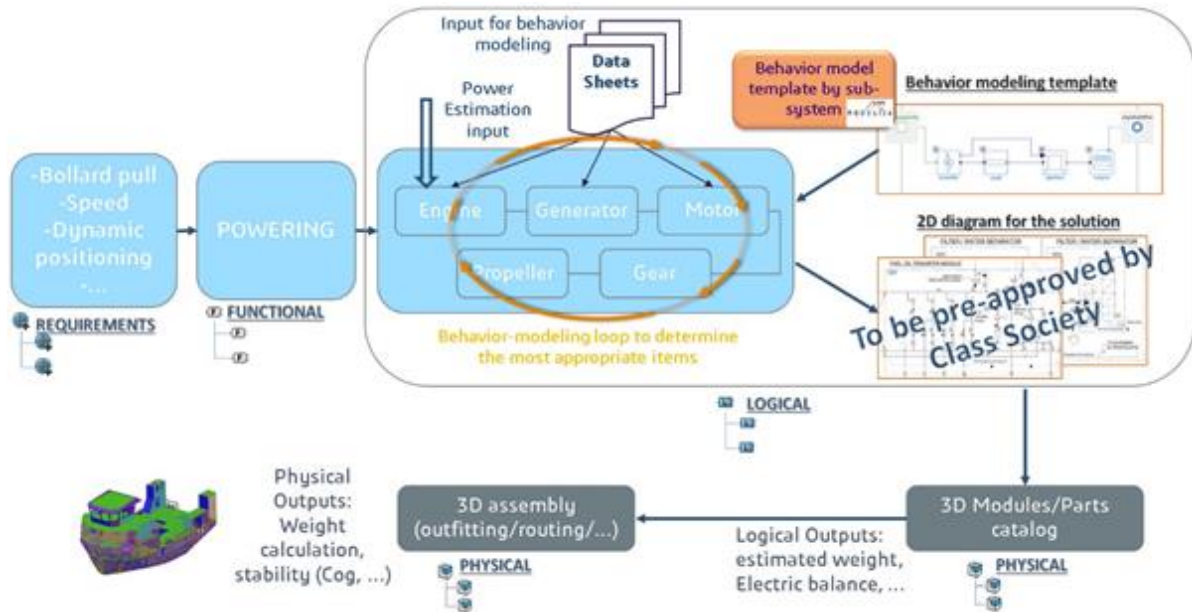 Input for behavior
modeling
Data
Sheets
Power
Estimation
input
Behavior model
template by sub-
system
MODELICA
Behavior modeling template
-Bollard pull
-Speed
-Dynamic
positioning
-...
REQUIREMENTS
POWERING
FUNCTIONAL
Engine
Generator
Motor
Propeller
Gear
Behavior-modeling loop to determine
the most appropriate items
2D diagram for the solution
To be pre-approved by
Class Society
LOGICAL
Physical
Outputs:
Weight
calculation,
stability (Cog, ...)
3D assembly
(outfitting/routing/...)
PHYSICAL
Logical Outputs:
estimated weight,
Electric balance, ...
3D Modules/Parts
catalog
PHYSICAL